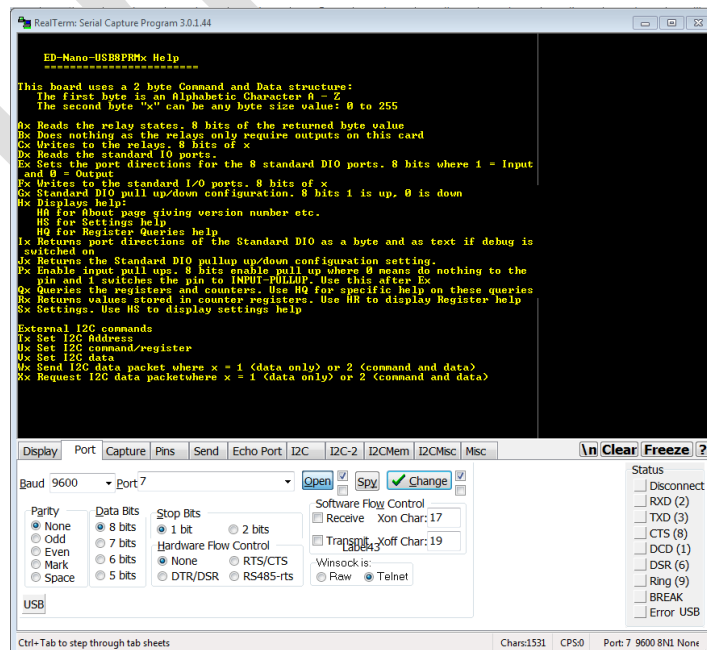 RealTerm: Serial Capture Program 3.0.1.44
ED-Nano-USB8PRMx Help
========================
This board uses a 2 byte Command and Data structure:
The first byte is an Alphabetic Character A - Z
The second byte "x" can be any byte size value: 0 to 255
Ax Reads the relay states. 8 bits of the returned byte value
Bx Does nothing as the relays only require outputs on this card
Cx Writes to the relays. 8 bits of x
Dx Reads the standard IO ports.
Ex Sets the port directions for the 8 standard DIO ports. 8 bits where 1 = Input
and 0 = Output
Fx Writes to the standard I/O ports. 8 bits of x
Gx Standard DIO pull up/down configuration. 8 bits 1 is up, 0 is down
Hx Displays help:
HA for About page giving version number etc.
HS for Settings help
HQ for Register Queries help
Ix Returns port directions of the Standard DIO as a byte and as text if debug is
switched on
Jx Returns the Standard DIO pullup up/down configuration setting.
Px Enable input pull ups. 8 bits enable pull up where 0 means do nothing to the
pin and 1 switches the pin to INPUT-PULLUP. Use this after Ex
Qx Queries the registers and counters. Use HQ for specific help on these queries
Rx Returns values stored in counter registers. Use HR to display Register help
Sx Settings. Use HS to display settings help
External I2C commands
Tx Set I2C Address
Ux Set I2C command/register
Vx Set I2C data
Wx Send I2C data packet where x = 1 (data only) or 2 (command and data)
Xx Request I2C data packetwhere x = 1 (data only) or 2 (command and data)
Display Port Capture Pins Send Echo Port I2C I2C-2 I2CMem I2CMisc Misc \n Clear Freeze ?
Baud 9600 Port 7 Open Spy Change
Status
Disconnect
RXD (2)
TXD (3)
CTS (8)
DCD (1)
DSR (6)
Ring (9)
BREAK
Error USB
Parity
None
Odd
Even
Mark
Space
Data Bits
8 bits
7 bits
6 bits
5 bits
Stop Bits
1 bit 2 bits
Hardware Flow Control
None RTS/CTS
DTR/DSR RS485-rts
Software Flow Control
Receive Xon Char: 17
Transmit Xoff Char: 19
Label43
Winsock is:
Raw Telnet
USB
Ctrl+Tab to step through tab sheets Chars:1531 CPS:0 Port: 7 9600 8N1 None